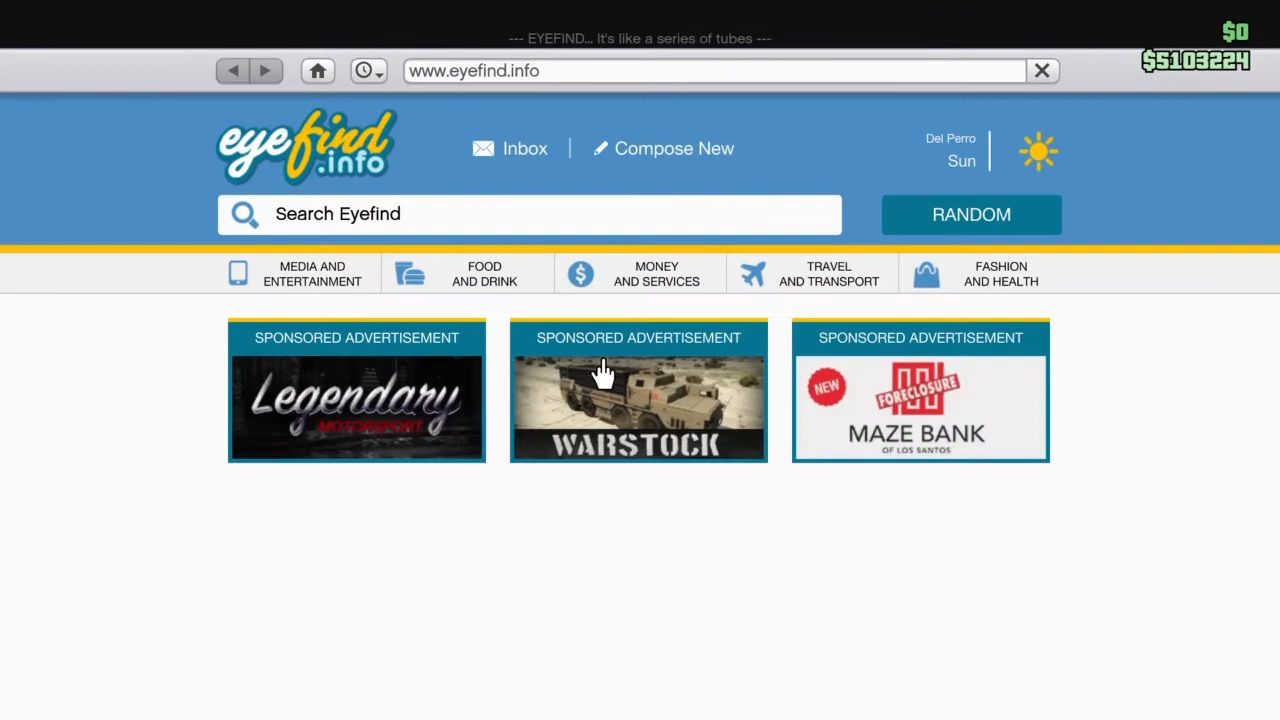 --- EYEFIND... It's like a series of tubes ---
$0
$5103224
www.eyefind.info
eyefind
.info
Inbox
Compose New
Del Perro
Sun
Search Eyefind
RANDOM
MEDIA AND
ENTERTAINMENT
FOOD
AND DRINK
MONEY
AND SERVICES
TRAVEL
AND TRANSPORT
FASHION
AND HEALTH
SPONSORED ADVERTISEMENT
Legendary
MOTORSPORT
SPONSORED ADVERTISEMENT
WARSTOCK
SPONSORED ADVERTISEMENT
NEW
FORECLOSURE
MAZE BANK
OF LOS SANTOS